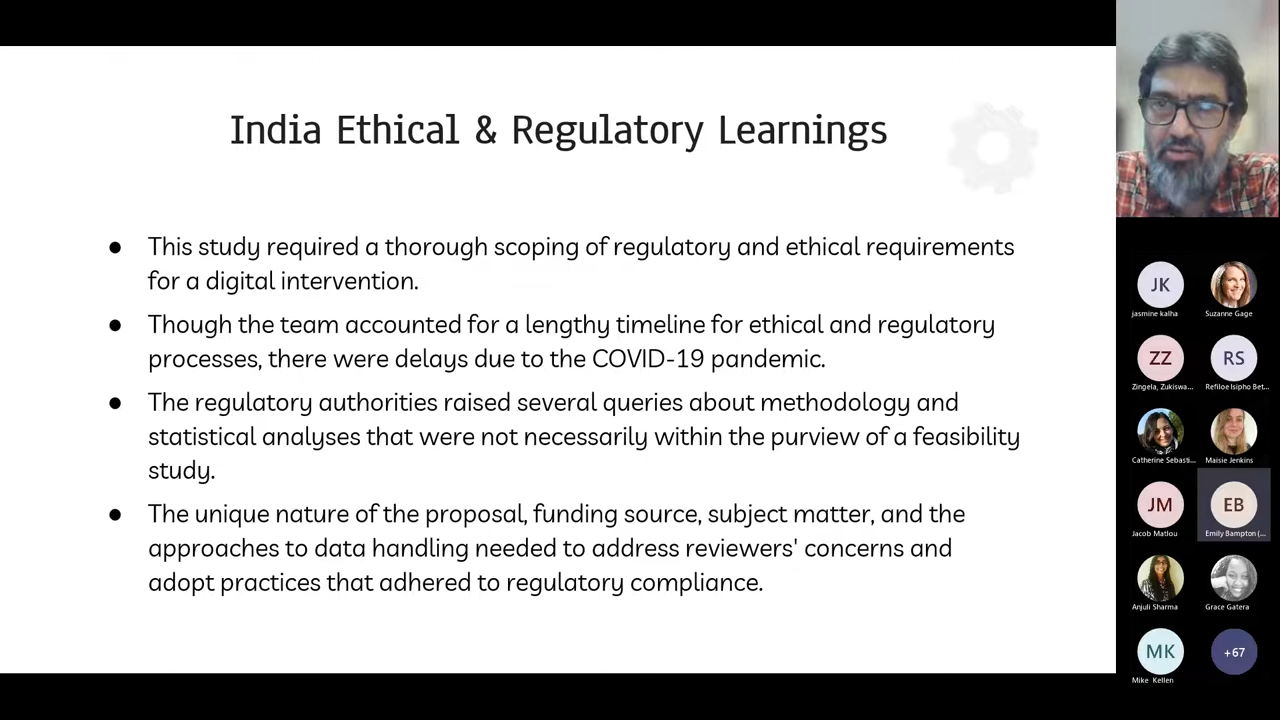 India Ethical & Regulatory Learnings
● This study required a thorough scoping of regulatory and ethical requirements
for a digital intervention.
● Though the team accounted for a lengthy timeline for ethical and regulatory
processes, there were delays due to the COVID-19 pandemic.
● The regulatory authorities raised several queries about methodology and
statistical analyses that were not necessarily within the purview of a feasibility
study.
● The unique nature of the proposal, funding source, subject matter, and the
approaches to data handling needed to address reviewers' concerns and
adopt practices that adhered to regulatory compliance.
JK
jasmine kalha
Suzanne Gage
ZZ
RS
Zingela, Zukiswa...
Refiloe Isipho Bet...
Catherine Sebasti...
Maisie Jenkins
JM
EB
Jacob Matlou
Emily Bampton (...
Anjuli Sharma
Grace Gatera
MK
+67
Mike Kellen